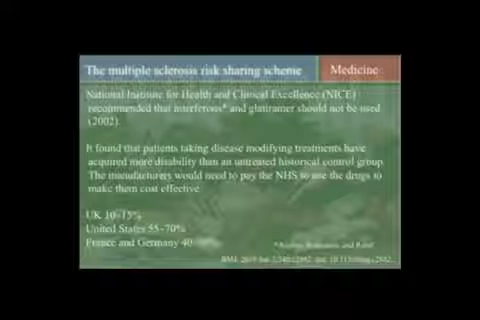 The multiple sclerosis risk sharing scheme
Medicine
National Institute for Health and Clinical Excellence (NICE)
recommended that interferons* and glatiramer should not be used
(2002).
It found that patients taking disease modifying treatments have
acquired more disability than an untreated historical control group.
The manufacturers would need to pay the NHS to use the drugs to
make them cost effective.
UK 10-15%
United States 55-70%
France and Germany 40
and
BMJ